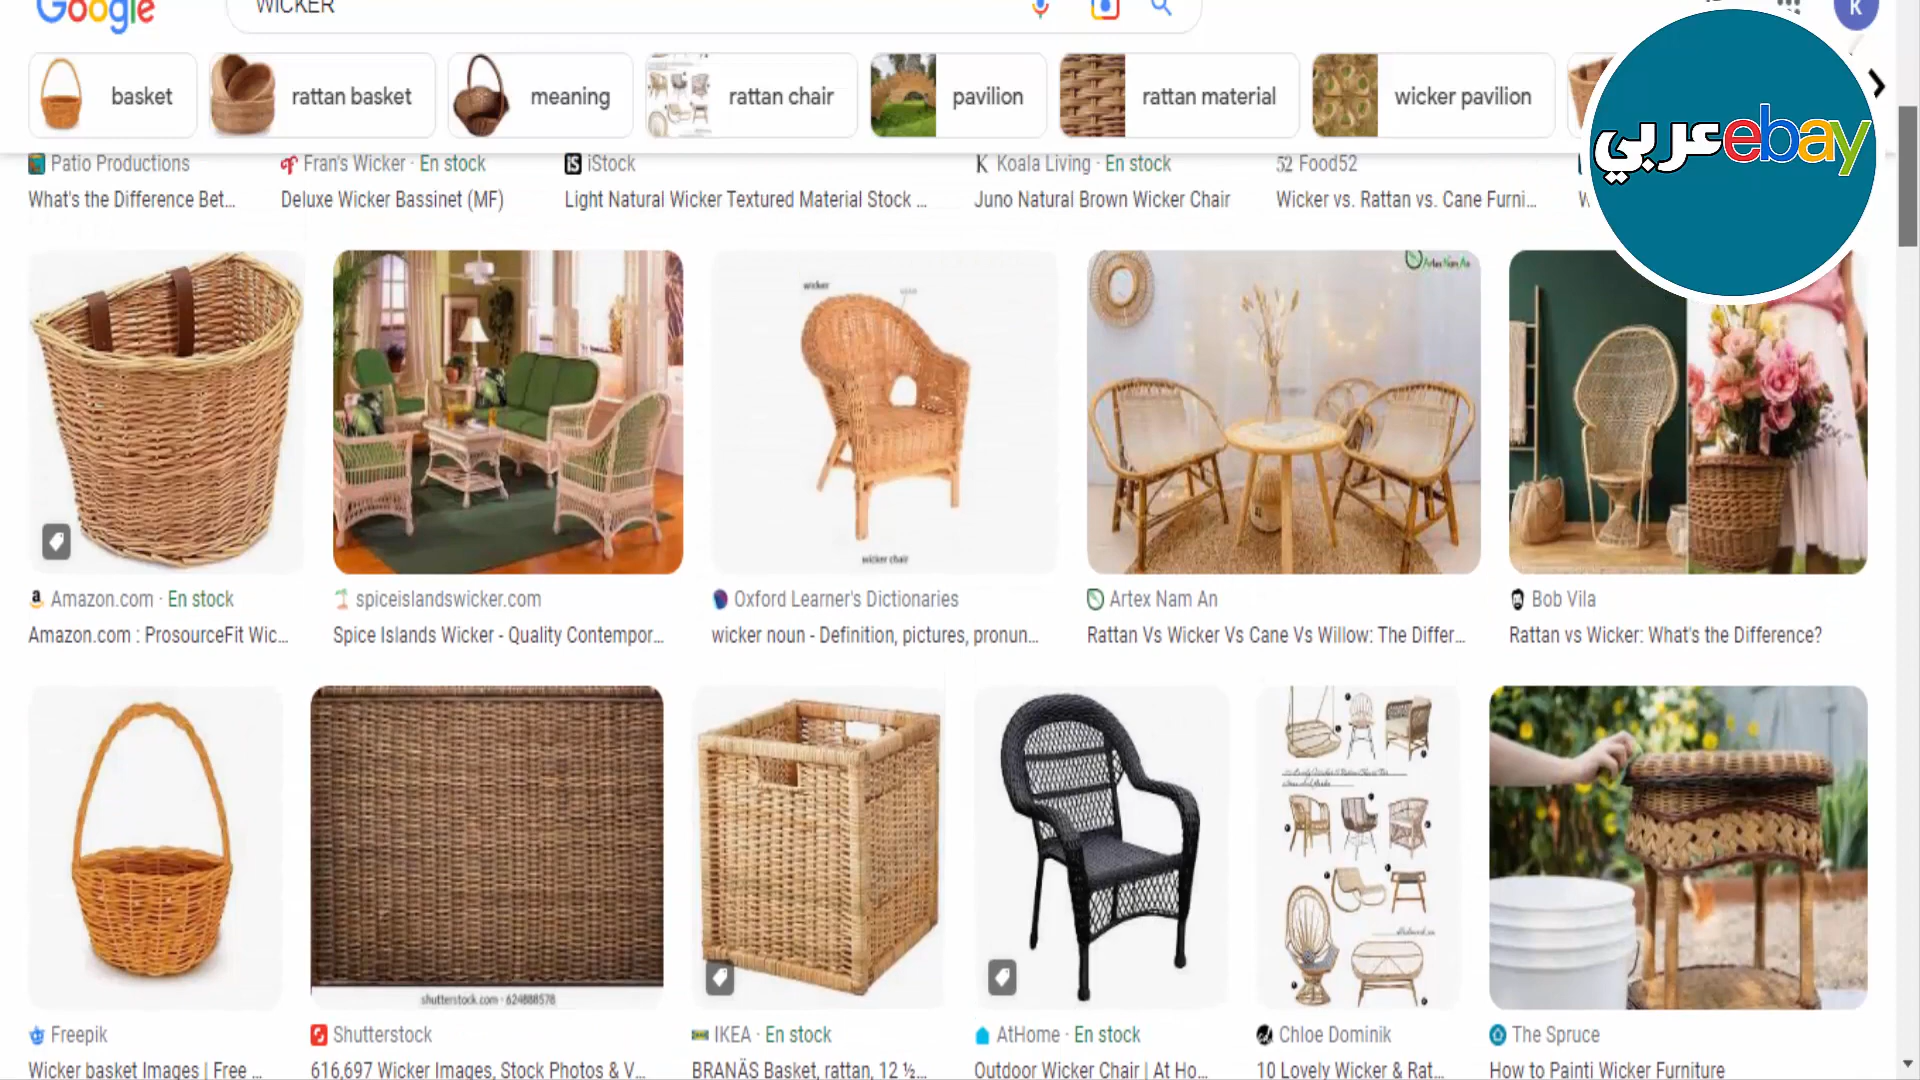 Google
WICKER
K
basket
rattan basket
meaning
rattan chair
pavilion
rattan material
wicker pavilion
عربي ebay
Patio Productions
Fran's Wicker · En stock
iS iStock
K Koala Living · En stock
52 Food52
What's the Difference Bet...
Deluxe Wicker Bassinet (MF)
Light Natural Wicker Textured Material Stock ...
Juno Natural Brown Wicker Chair
Wicker vs. Rattan vs. Cane Furni...
wicker
wicker chair
Artex Nam An
a Amazon.com · En stock
spiceislandswicker.com
Oxford Learner's Dictionaries
Artex Nam An
Bob Vila
Amazon.com : ProsourceFit Wic...
Spice Islands Wicker - Quality Contempor...
wicker noun - Definition, pictures, pronun...
Rattan Vs Wicker Vs Cane Vs Willow: The Differ...
Rattan vs Wicker: What's the Difference?
shutterstock.com · 624888578
Freepik
Shutterstock
IKEA · En stock
AtHome · En stock
Chloe Dominik
The Spruce
Wicker basket Images | Free ...
616,697 Wicker Images, Stock Photos & V...
BRANÄS Basket, rattan, 12 ½...
Outdoor Wicker Chair | At Ho...
10 Lovely Wicker & Rat...
How to Painti Wicker Furniture